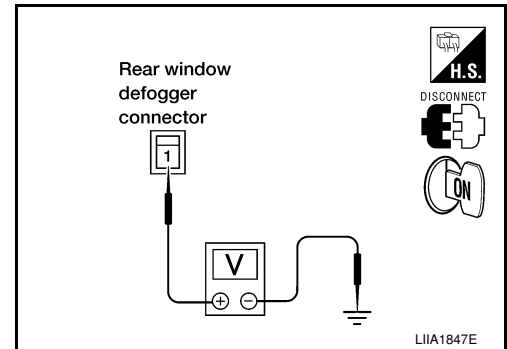 Rear window
defogger
connector
1
H.S.
DISCONNECT
ON
V
+ −
LIIA1847E